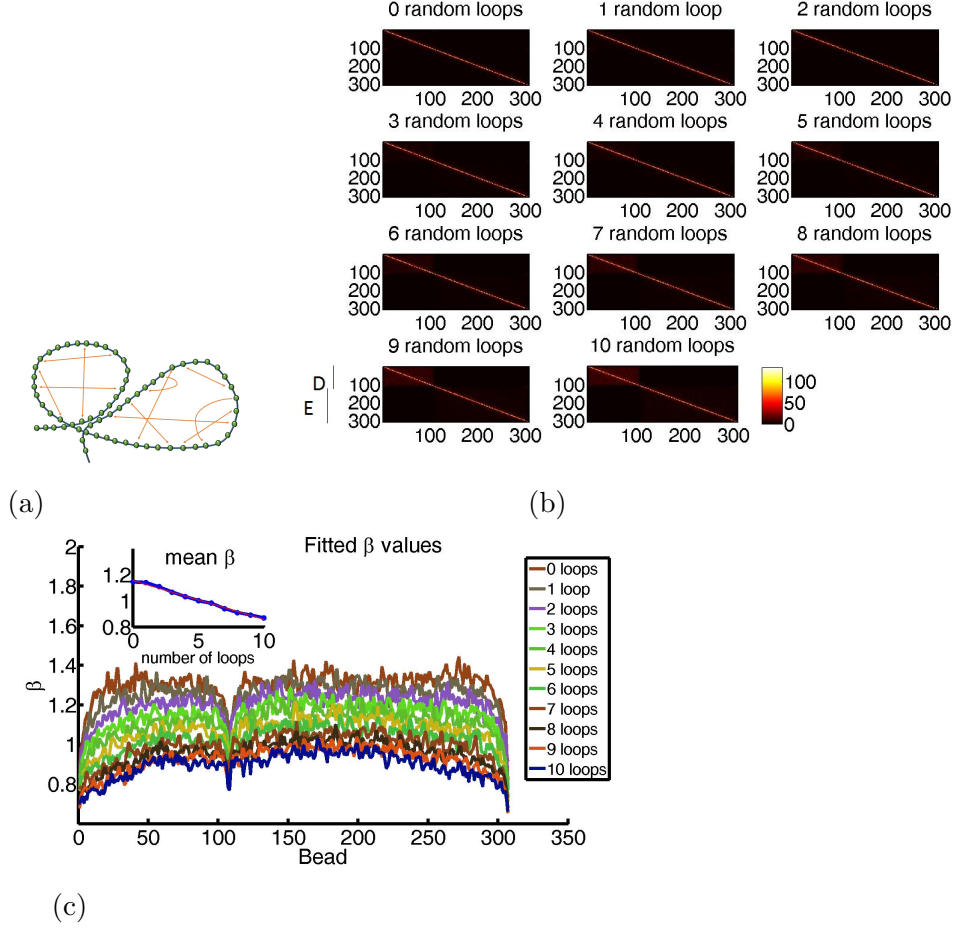 0 random loops
1 random loop
2 random loops
100
200
300
100 200 300
100
200
300
100 200 300
100
200
300
100 200 300
3 random loops
4 random loops
5 random loops
100
200
300
100 200 300
100
200
300
100 200 300
100
200
300
100 200 300
6 random loops
7 random loops
8 random loops
100
200
300
100 200 300
100
200
300
100 200 300
100
200
300
100 200 300
9 random loops
10 random loops
D
E
100
200
300
100 200 300
100
200
300
100 200 300
100
50
0
(a)
(b)
Fitted β values
mean β
1.2
1
0.8
0 5 10
number of loops
2
1.8
1.6
1.4
1.2
1
0.8
β
0 50 100 150 200 250 300 350
Bead
0 loops
1 loop
2 loops
3 loops
4 loops
5 loops
6 loops
7 loops
8 loops
9 loops
10 loops
(c)